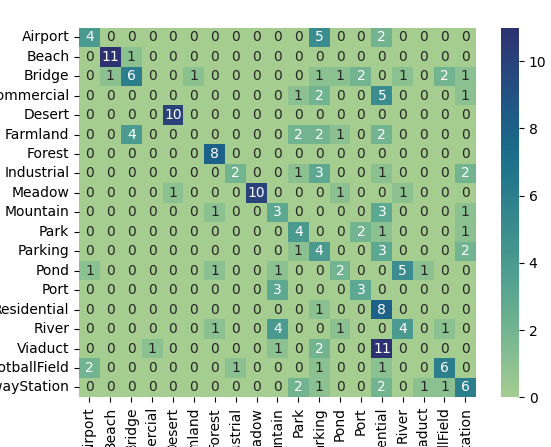 Airport 4 0 0 0 0 0 0 0 0 0 0 5 0 0 2 0 0 0 0
Beach 0 11 1 0 0 0 0 0 0 0 0 0 0 0 0 0 0 0 0
Bridge 0 1 6 0 0 1 0 0 0 0 0 1 1 2 0 1 0 2 1
ommercial 0 0 0 0 0 0 0 0 0 0 1 2 0 0 5 0 0 0 1
Desert 0 0 0 0 10 0 0 0 0 0 0 0 0 0 0 0 0 0 0
Farmland 0 0 4 0 0 0 0 0 0 0 2 2 1 0 2 0 0 0 0
Forest 0 0 0 0 0 0 8 0 0 0 0 0 0 0 0 0 0 0 0
Industrial 0 0 0 0 0 0 0 2 0 0 1 3 0 0 1 0 0 0 2
Meadow 0 0 0 0 1 0 0 0 10 0 0 0 1 0 0 1 0 0 0
Mountain 0 0 0 0 0 0 1 0 0 3 0 0 0 0 3 0 0 0 1
Park 0 0 0 0 0 0 0 0 0 0 4 0 0 2 1 0 0 0 1
Parking 0 0 0 0 0 0 0 0 0 0 1 4 0 0 3 0 0 0 2
Pond 1 0 0 0 0 0 1 0 0 1 0 0 2 0 0 5 1 0 0
Port 0 0 0 0 0 0 0 0 0 3 0 0 0 3 0 0 0 0 0
esidential 0 0 0 0 0 0 0 0 0 0 0 1 0 0 8 0 0 0 0
River 0 0 0 0 0 0 1 0 0 4 0 0 1 0 0 4 0 1 0
Viaduct 0 0 0 1 0 0 0 0 0 1 0 2 0 0 11 0 0 0 0
otballField 2 0 0 0 0 0 0 1 0 0 0 1 0 0 1 0 0 6 0
wayStation 0 0 0 0 0 0 0 0 0 0 2 1 0 0 2 0 1 1 6
irport Beach ridge ercial esert nland Forest strial adow ntain Park rking Pond Port ential River aduct lField ation
10
8
6
4
2
0